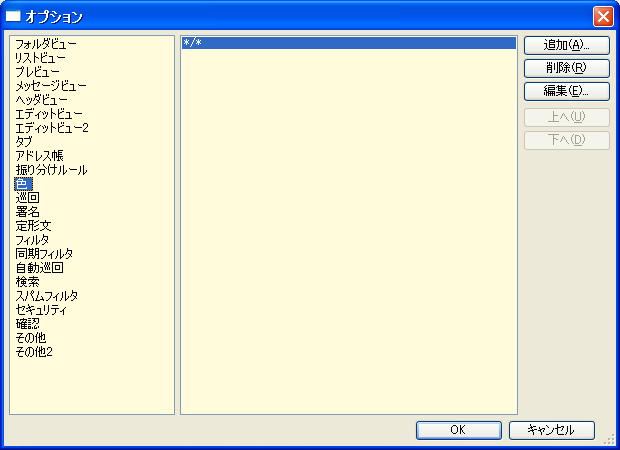 オプション
フォルダビュー
リストビュー
プレビュー
メッセージビュー
ヘッダビュー
エディットビュー
エディットビュー2
タブ
アドレス帳
振り分けルール
色
巡回
署名
定形文
フィルタ
同期フィルタ
自動巡回
検索
スパムフィルタ
セキュリティ
確認
その他
その他2
*/*
追加(A)...
削除(R)
編集(E)...
上へ(U)
下へ(D)
OK
キャンセル